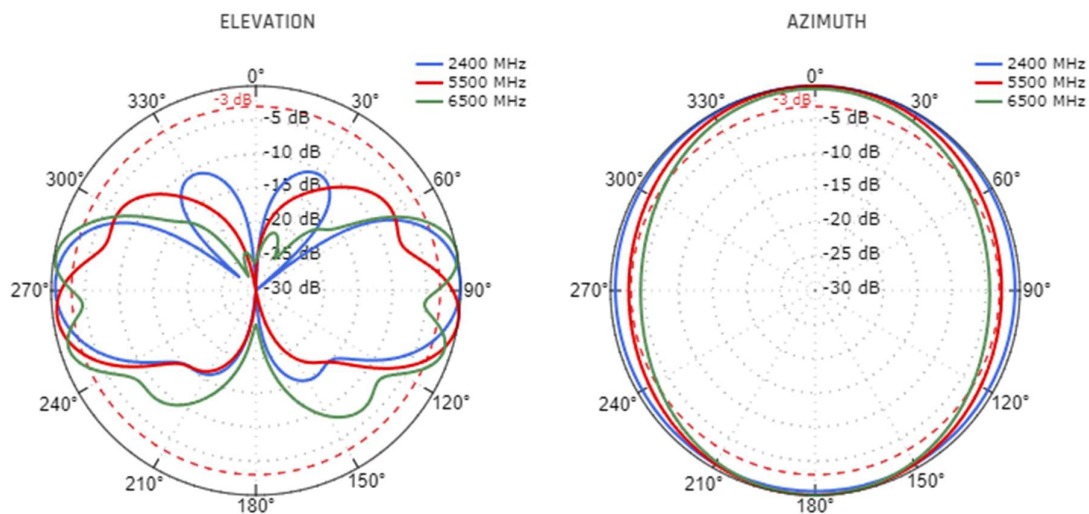 ELEVATION
2400 MHz
5500 MHz
6500 MHz
0°
330°
30°
-3 dB
-5 dB
-10 dB
300°
60°
-15 dB
-20 dB
-25 dB
270°
-30 dB
90°
240°
120°
210°
150°
180°
AZIMUTH
2400 MHz
5500 MHz
6500 MHz
0°
330°
30°
-3 dB
-5 dB
-10 dB
300°
60°
-15 dB
-20 dB
-25 dB
270°
-30 dB
90°
240°
120°
210°
150°
180°